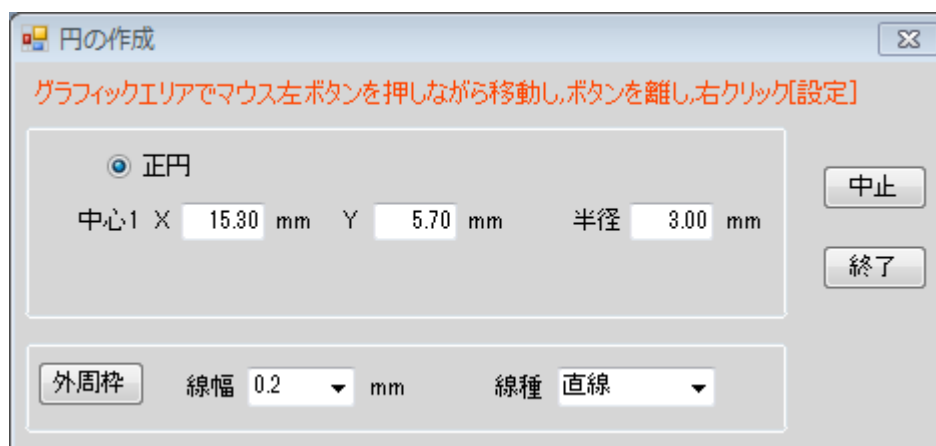 円の作成
グラフィックエリアでマウス左ボタンを押しながら移動し,ボタンを離し,右クリック[設定]
正円
中心1 X 15.30 mm Y 5.70 mm 半径 3.00 mm
中止
終了
外周枠 線幅 0.2 mm 線種 直線